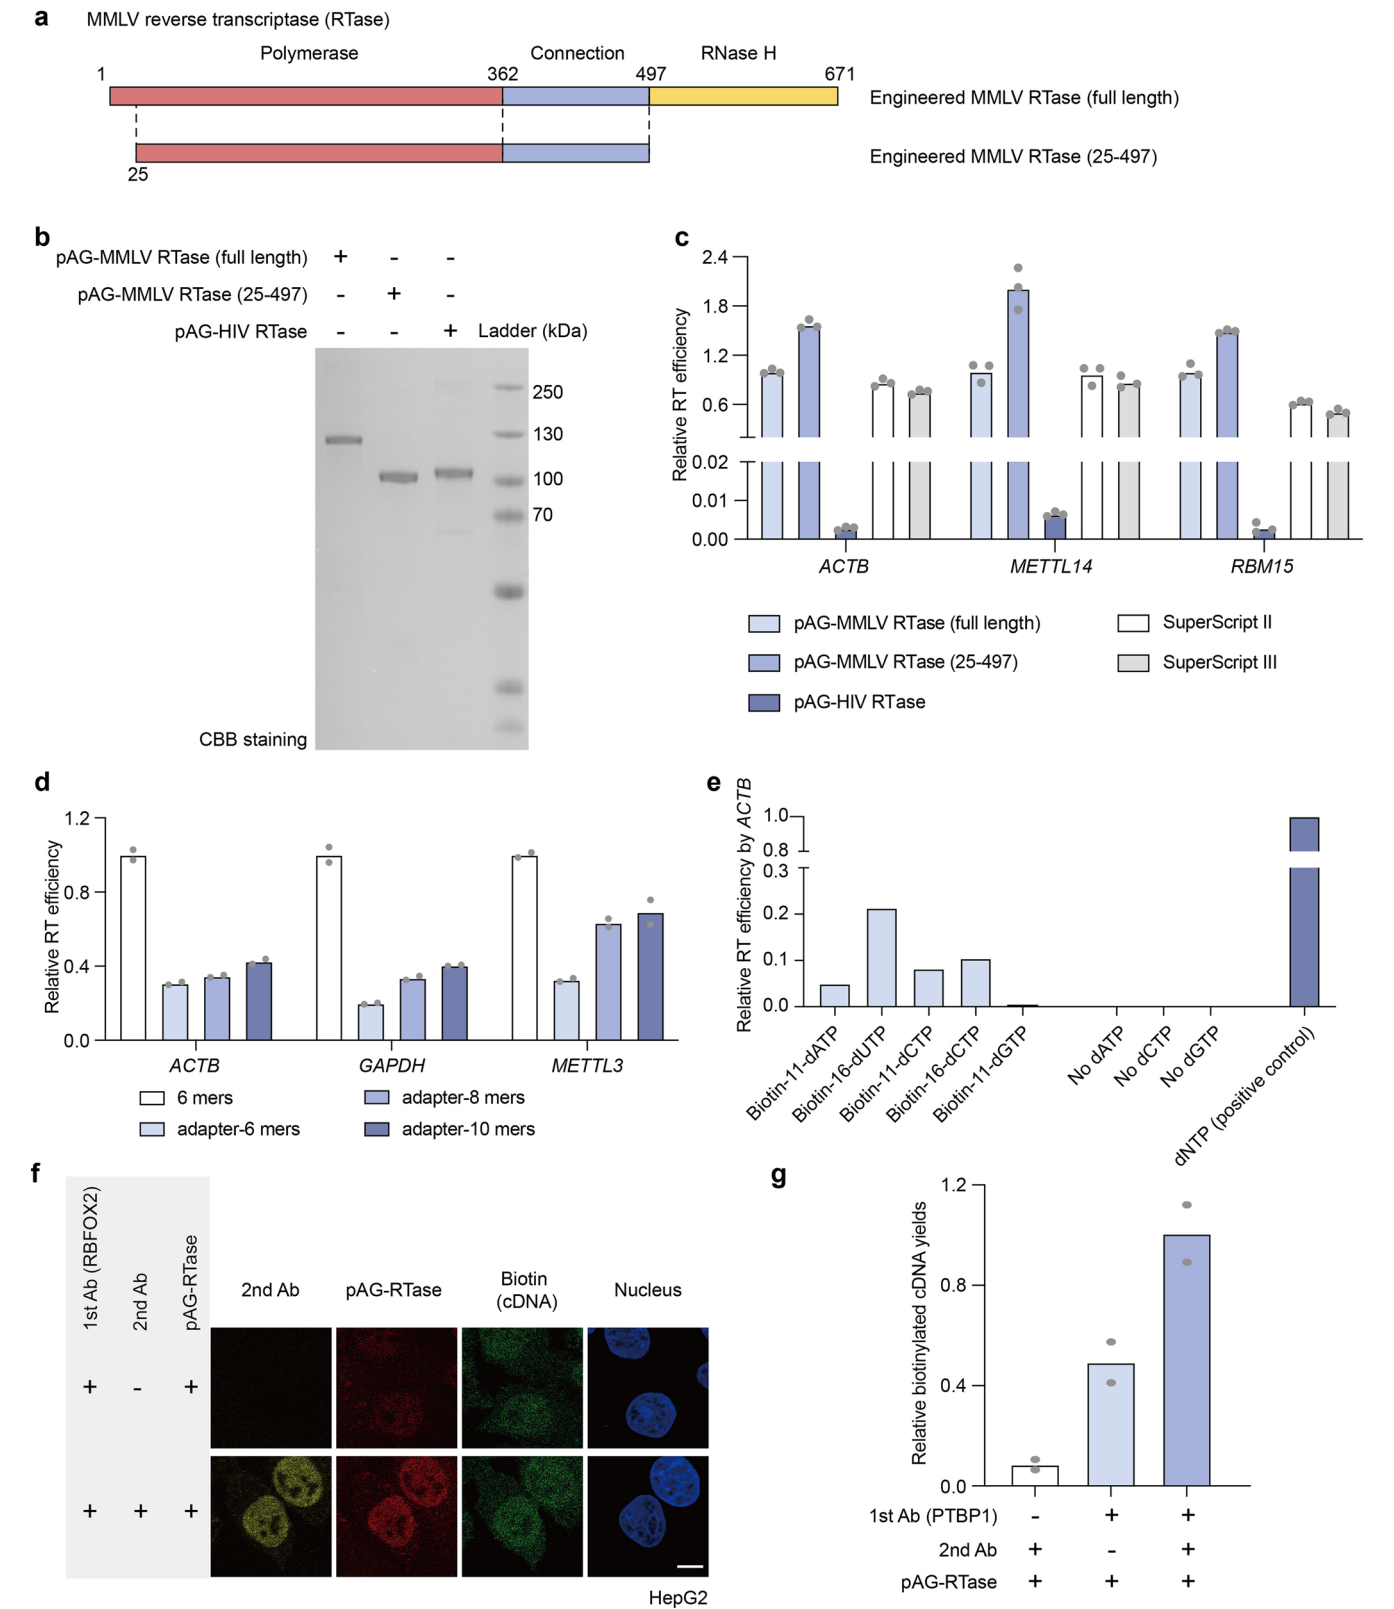 a
MMLV reverse transcriptase (RTase)
Polymerase Connection RNase H
1 362 497 671
Engineered MMLV RTase (full length)
Engineered MMLV RTase (25-497)
25
b
pAG-MMLV RTase (full length) + - -
pAG-MMLV RTase (25-497) - + -
pAG-HIV RTase - - + Ladder (kDa)
250
130
100
70
CBB staining
c
Relative RT efficiency
2.4
1.8
1.2
0.6
0.02
0.01
0.00
ACTB METTL14 RBM15
pAG-MMLV RTase (full length) SuperScript II
pAG-MMLV RTase (25-497) SuperScript III
pAG-HIV RTase
d
Relative RT efficiency
1.2
0.8
0.4
0.0
ACTB GAPDH METTL3
6 mers adapter-8 mers
adapter-6 mers adapter-10 mers
e
Relative RT efficiency by ACTB
1.0
0.8
0.3
0.2
0.1
0.0
Biotin-11-dATP
Biotin-16-dUTP
Biotin-11-dCTP
Biotin-16-dCTP
Biotin-11-dGTP
No dATP
No dCTP
No dGTP
dNTP (positive control)
f
1st Ab (RBFOX2)
2nd Ab
pAG-RTase
2nd Ab pAG-RTase Biotin (cDNA) Nucleus
+ - +
+ + +
HepG2
g
Relative biotinylated cDNA yields
1.2
0.8
0.4
0.0
1st Ab (PTBP1) - + +
2nd Ab + - +
pAG-RTase + + +